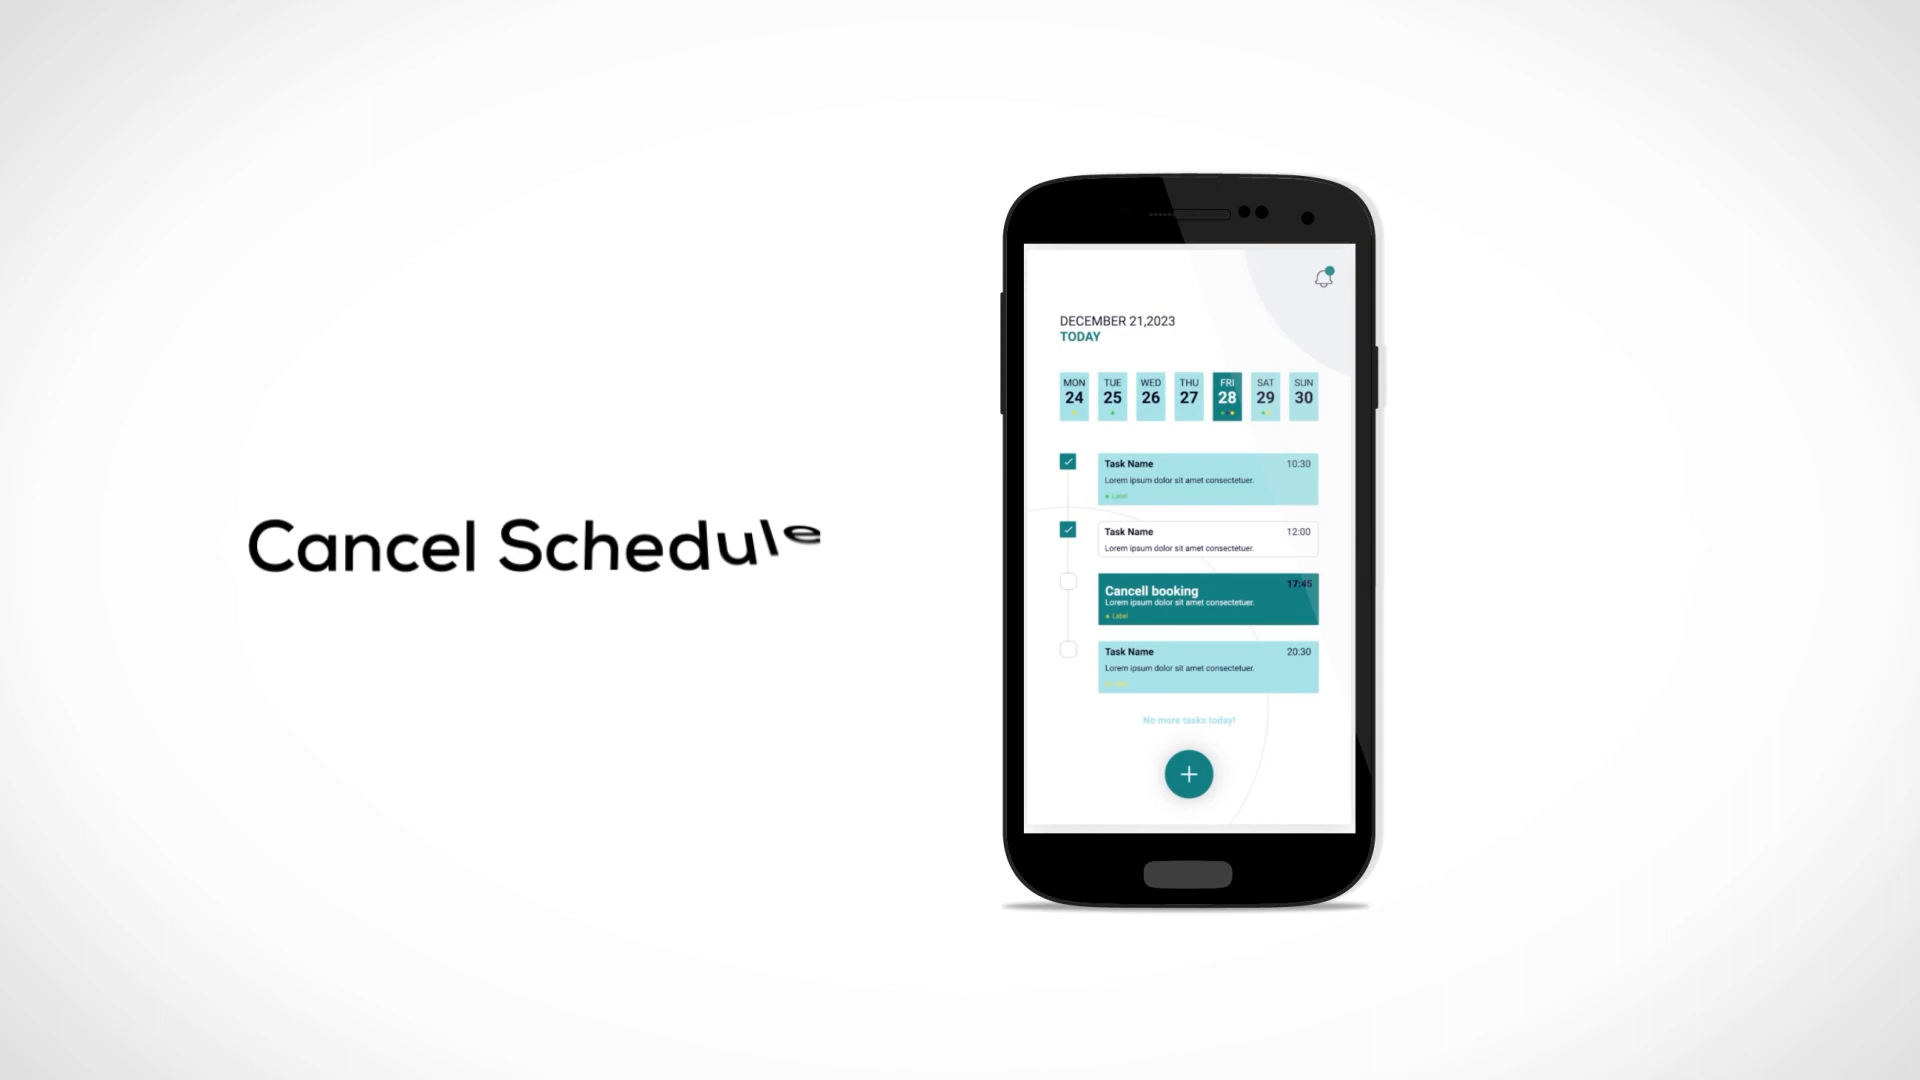 Cancel Schedule
DECEMBER 21,2023
TODAY
MON TUE WED THU FRI SAT SUN
24 25 26 27 28 29 30
Task Name 10:30
Lorem ipsum dolor sit amet consectetuer.
Label
Task Name 12:00
Lorem ipsum dolor sit amet consectetuer.
Cancell booking 17:45
Lorem ipsum dolor sit amet consectetuer.
Label
Task Name 20:30
Lorem ipsum dolor sit amet consectetuer.
No more tasks today!